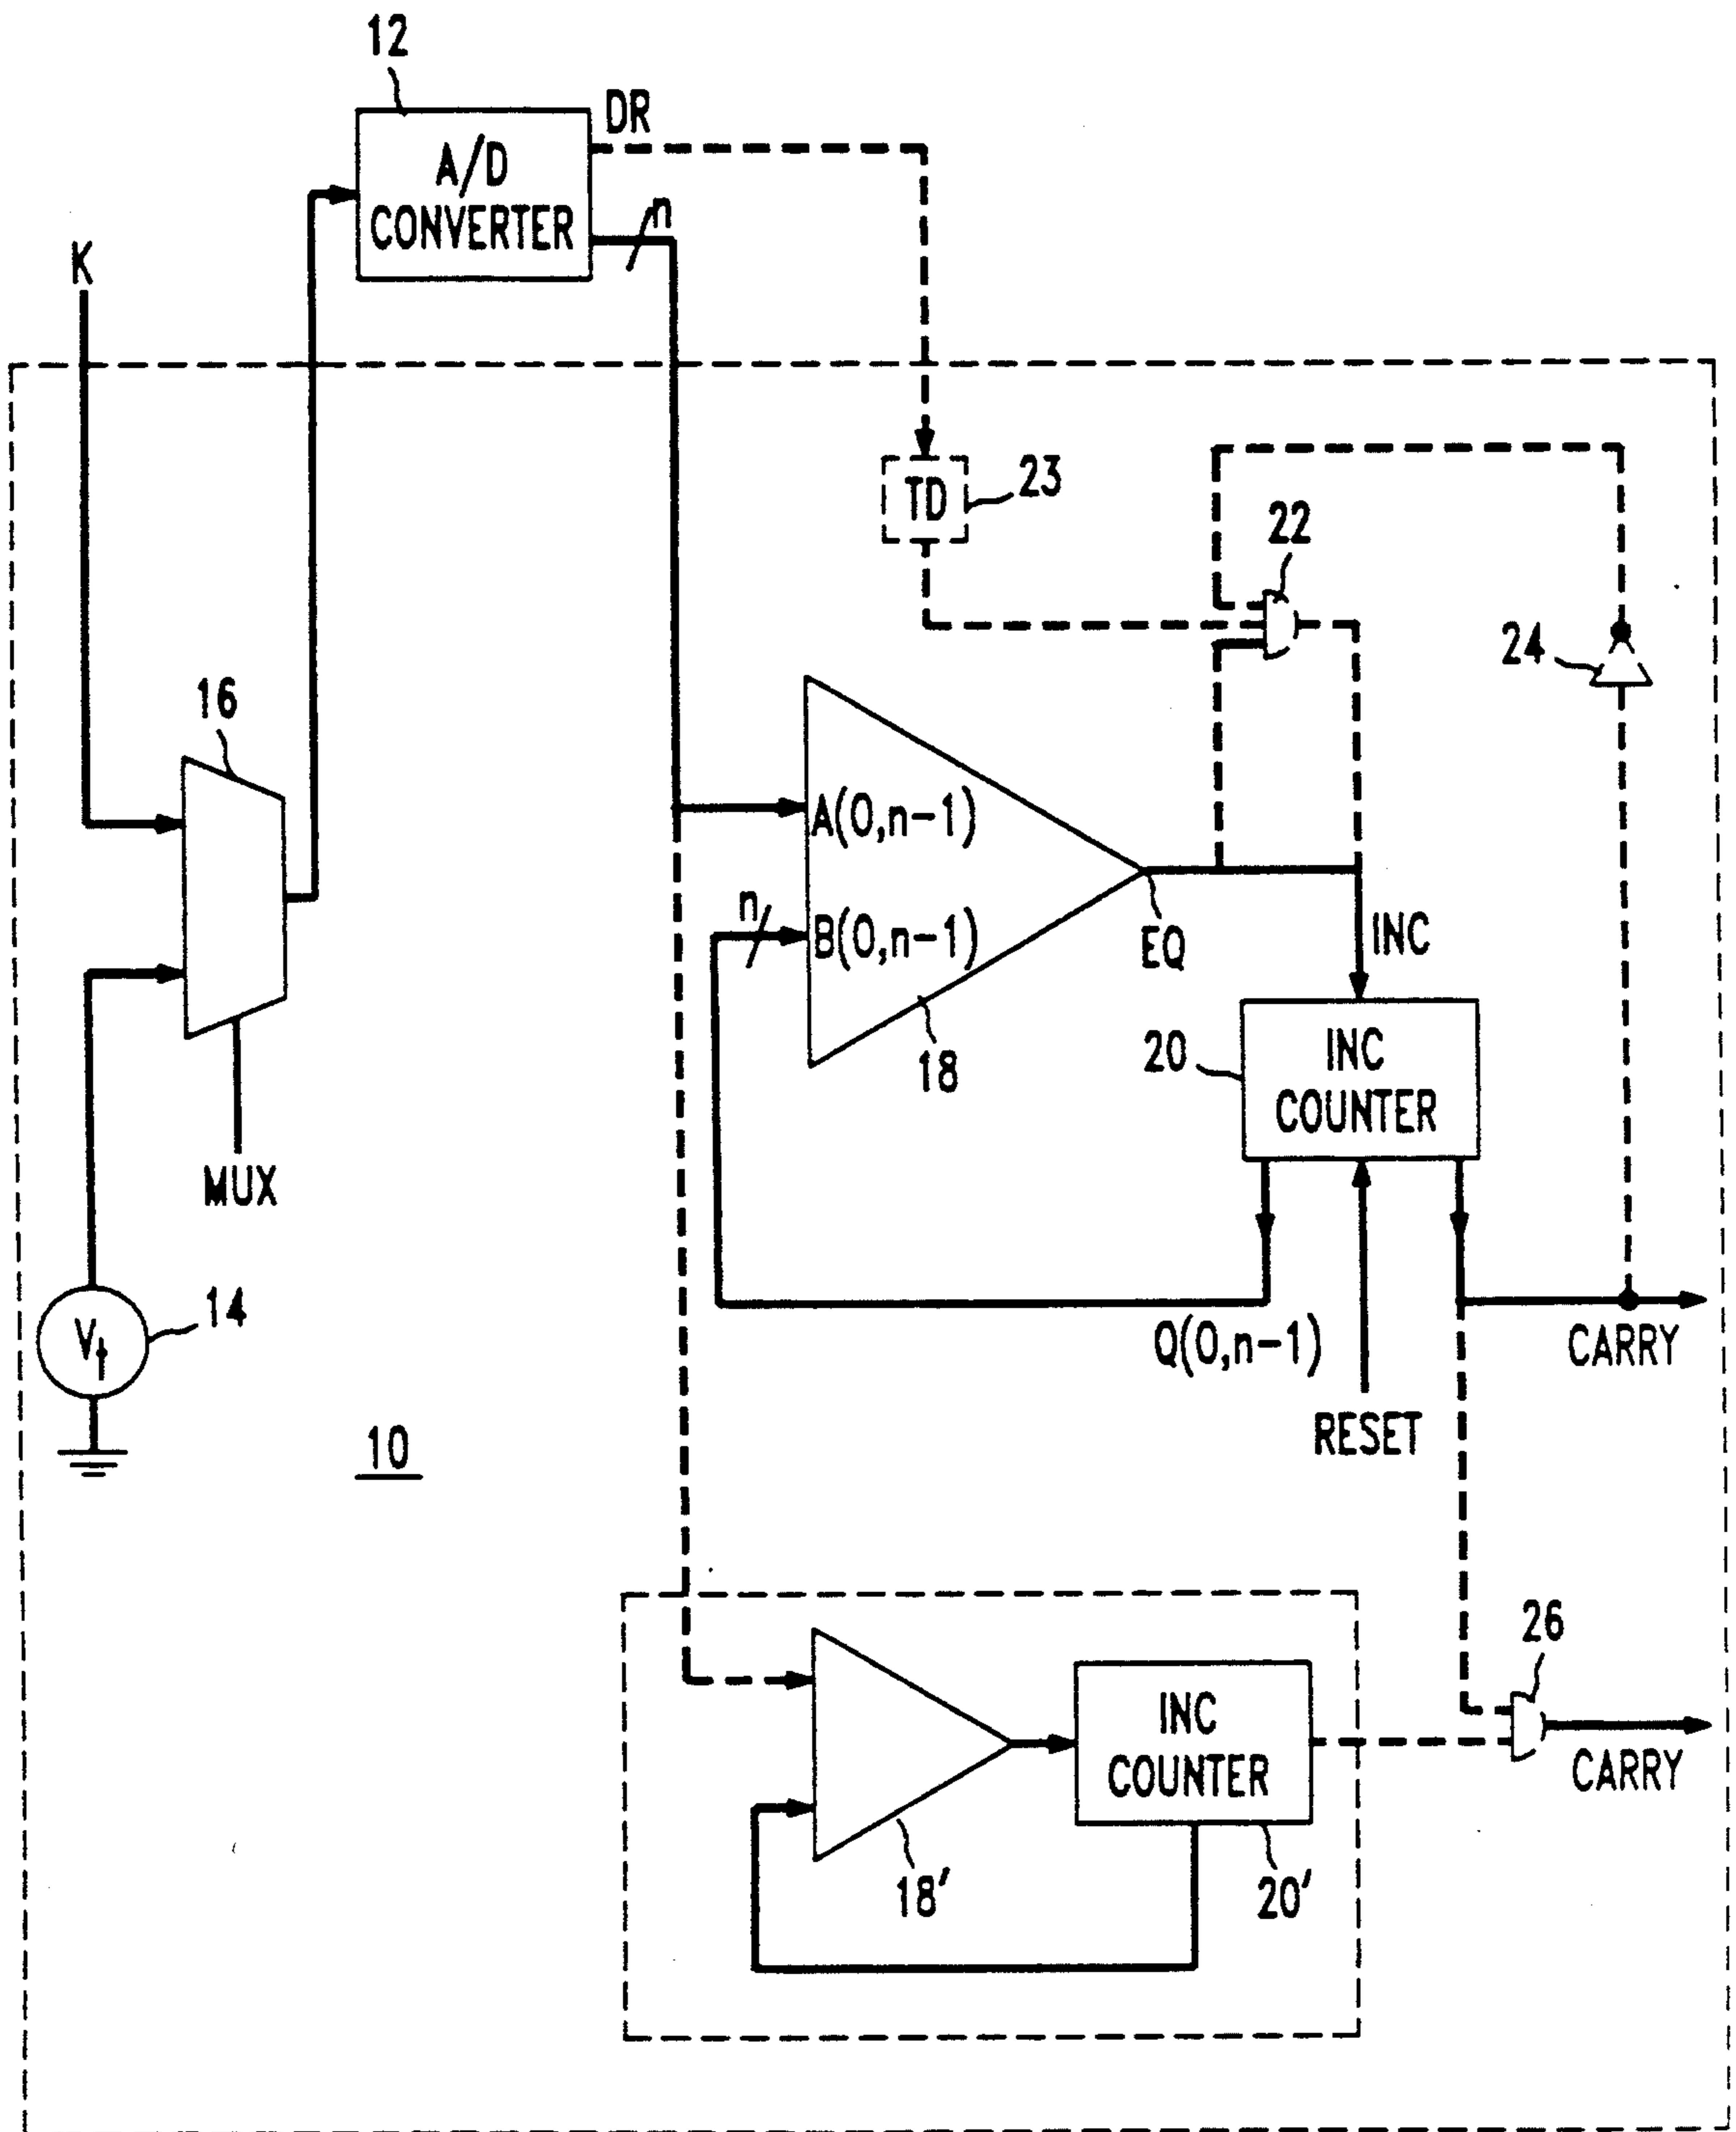 12
DR
A/D
CONVERTER
n
K
TD
23
22
24
16
A(0,n-1)
n
B(0,n-1)
EQ
INC
18
20
INC
COUNTER
MUX
14
V
Q(0,n-1)
CARRY
RESET
10
26
INC
COUNTER
CARRY
18'
20'